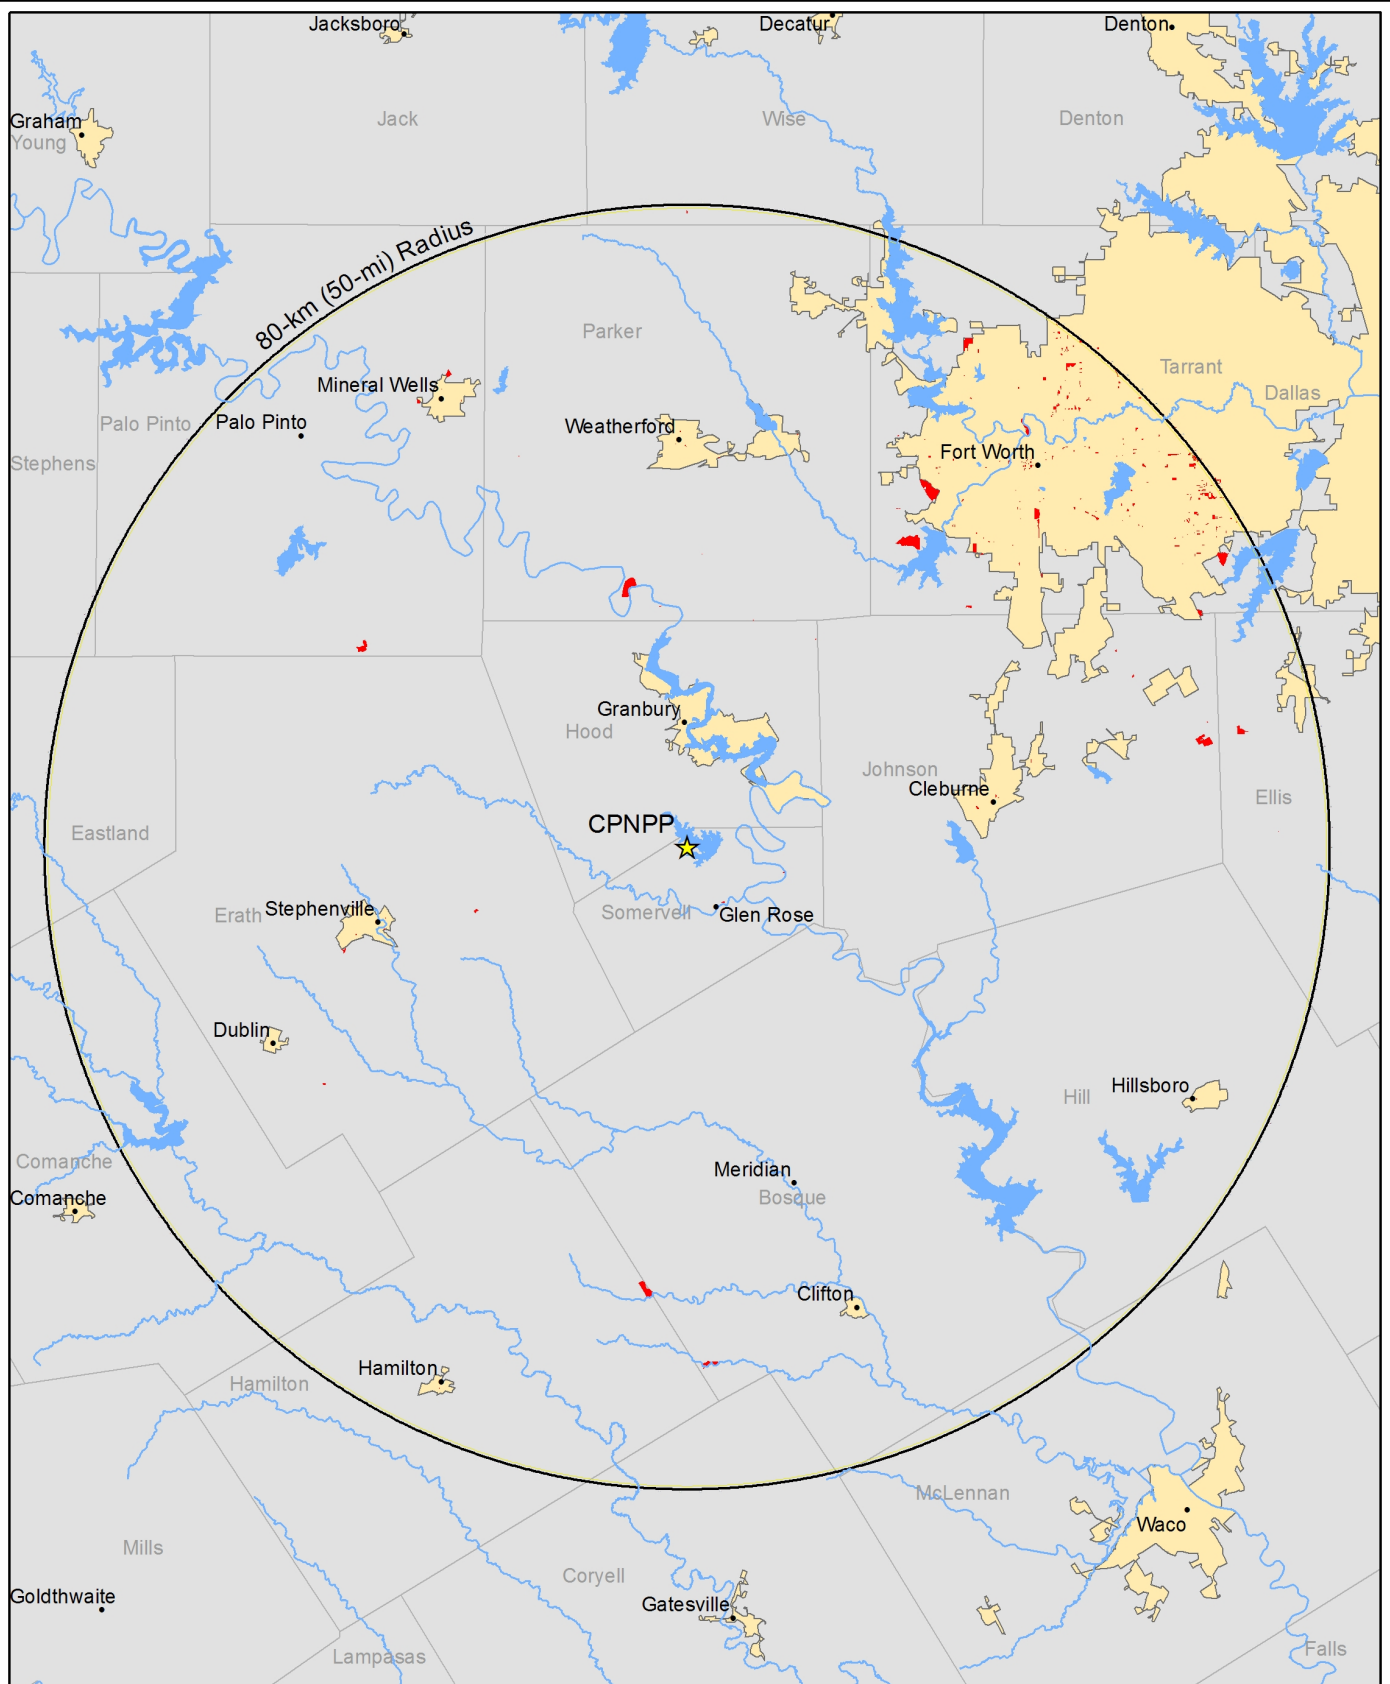 Jacksboro
Decatur
Denton
Graham
Young
Jack
Wise
Denton
80-km (50-mi) Radius
Parker
Tarrant
Dallas
Mineral Wells
Palo Pinto
Palo Pinto
Weatherford
Fort Worth
Stephens
Granbury
Hood
Johnson
Cleburne
Ellis
CPNPP
Eastland
Erath
Stephenville
Somervell
Glen Rose
Dublin
Hillsboro
Hill
Comanche
Comanche
Meridian
Bosque
Clifton
Hamilton
Hamilton
McLennan
Waco
Mills
Coryell
Goldthwaite
Gatesville
Lampasas
Falls